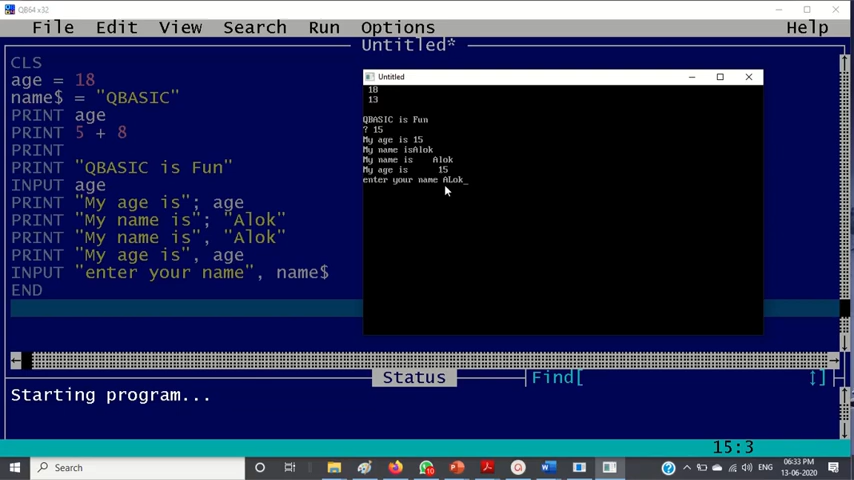 QB64 x32
File Edit View Search Run Options Help
Untitled*
CLS
age = 18
name$ = "QBASIC"
PRINT age
PRINT 5 + 8
PRINT
PRINT "QBASIC is Fun"
INPUT age
PRINT "My age is"; age
PRINT "My name is"; "Alok"
PRINT "My name is", "Alok"
PRINT "My age is", age
INPUT "enter your name", name$
END
Untitled
18
13
QBASIC is Fun
? 15
My age is 15
My name isAlok
My name is    Alok
My age is     15
enter your name ALok_
Status
Find[ ]
Starting program...
15:3
Search
10
ENG
06:33 PM
13-06-2020